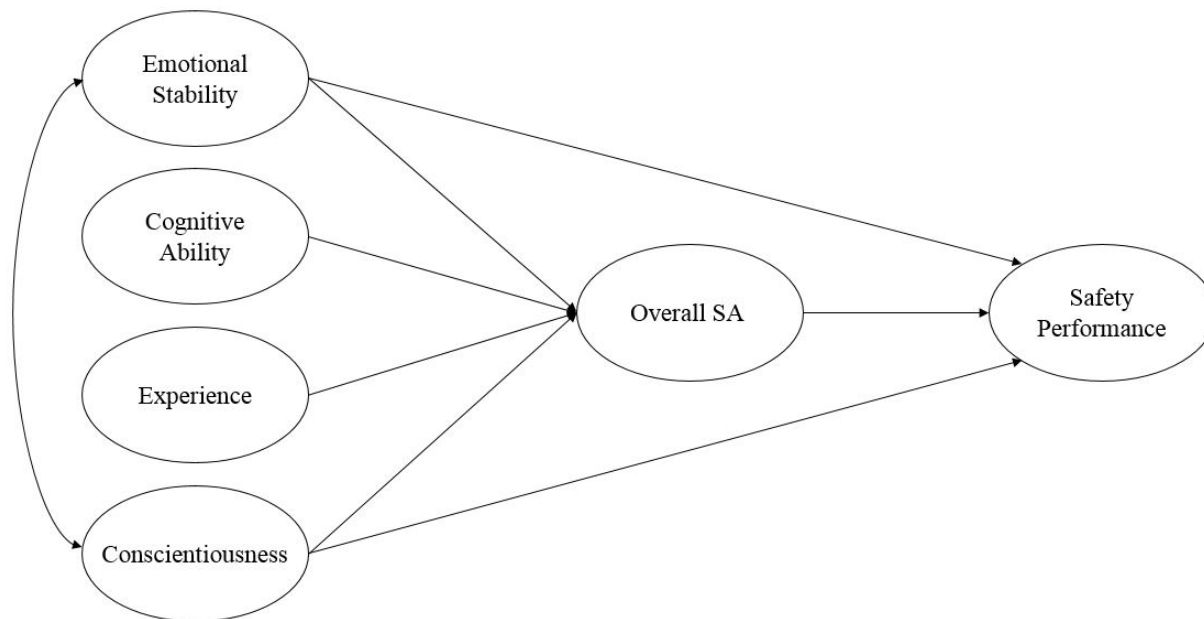 Emotional
Stability
Cognitive
Ability
Experience
Conscientiousness
Overall SA
Safety
Performance